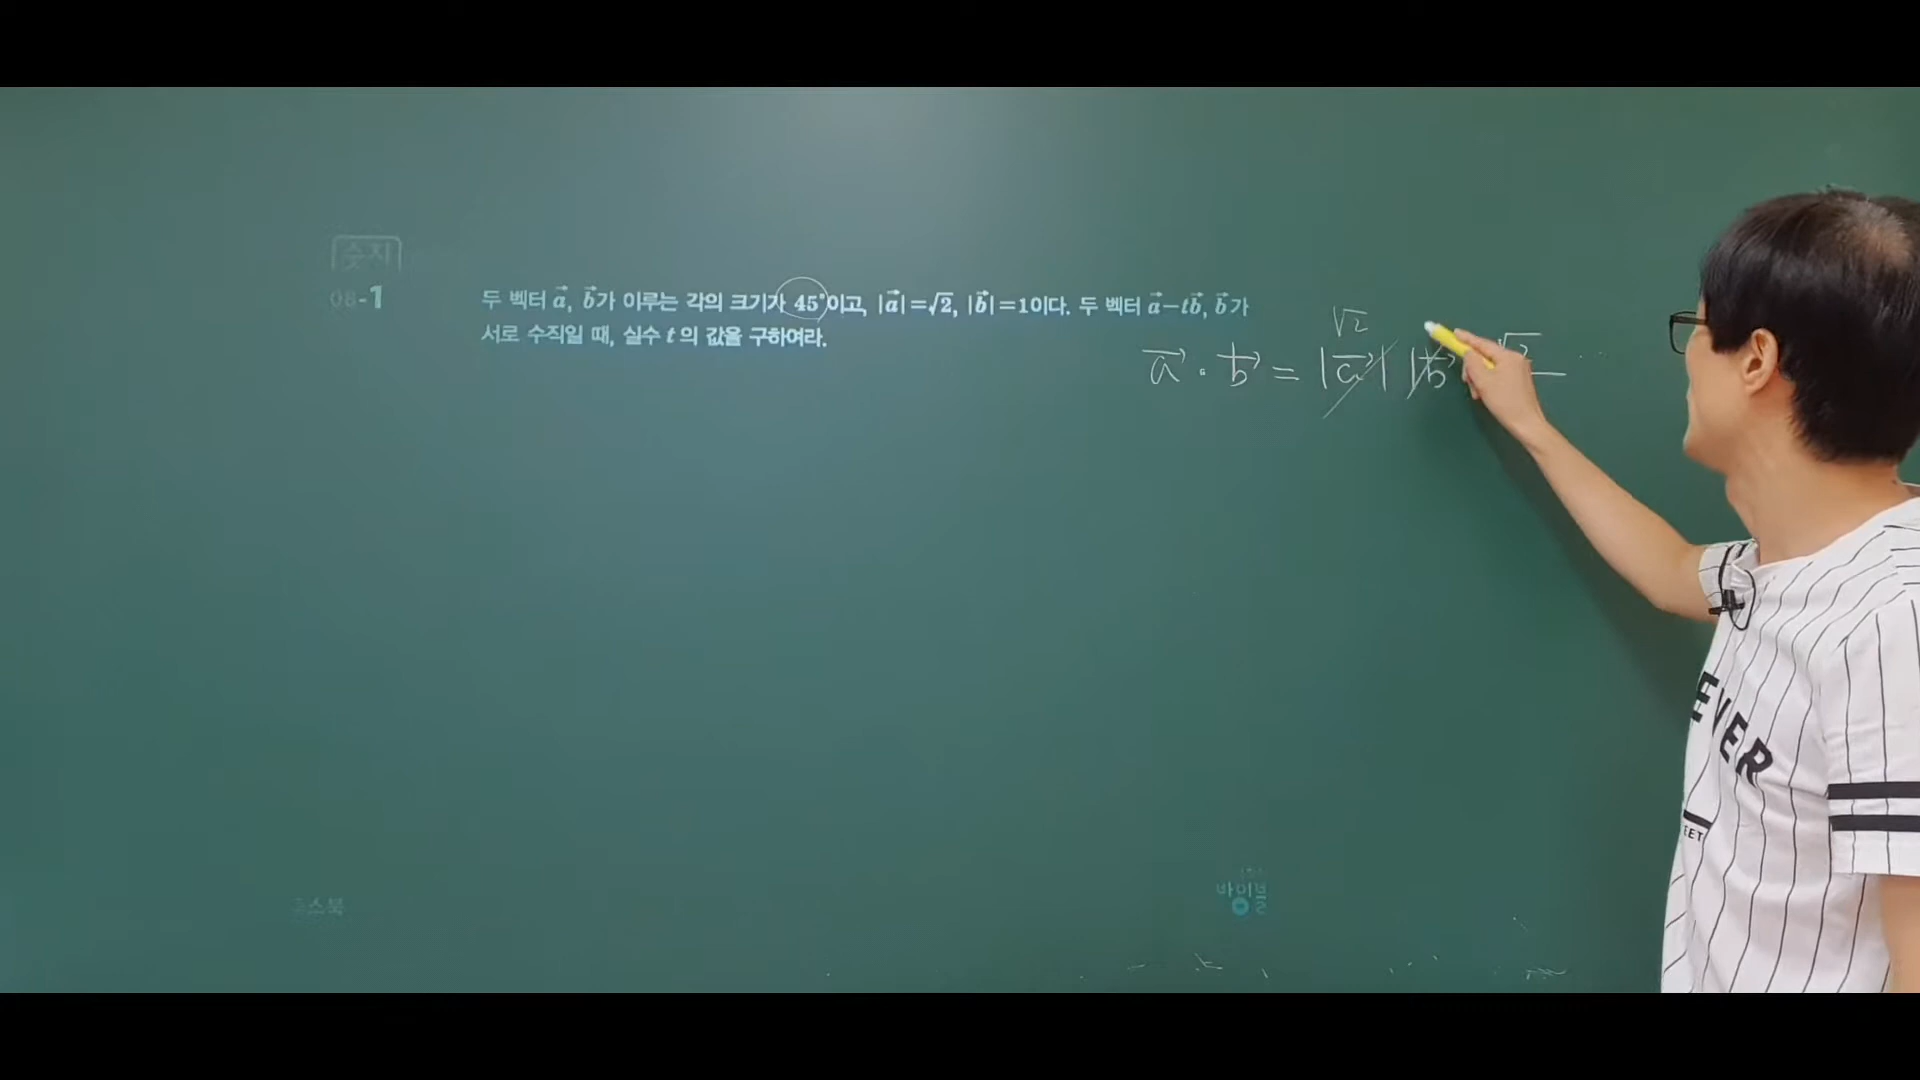 숫자
08-1
두 벡터 a⃗, b⃗가 이루는 각의 크기가 45°이고, |a⃗|=√2, |b⃗|=1이다. 두 벡터 a⃗-tb⃗, b⃗가
서로 수직일 때, 실수 t의 값을 구하여라.
√2
a⃗ · b⃗ = |a⃗| |b⃗| √2
바이블